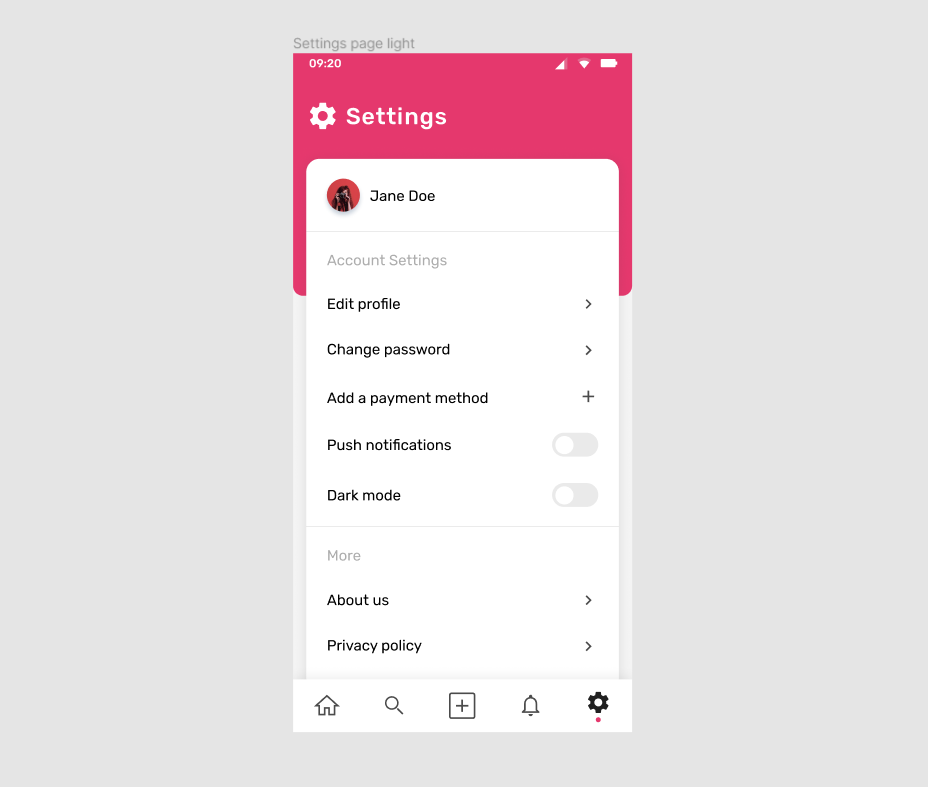 Settings page light
09:20
Settings
Jane Doe
Account Settings
Edit profile
Change password
Add a payment method
Push notifications
Dark mode
More
About us
Privacy policy